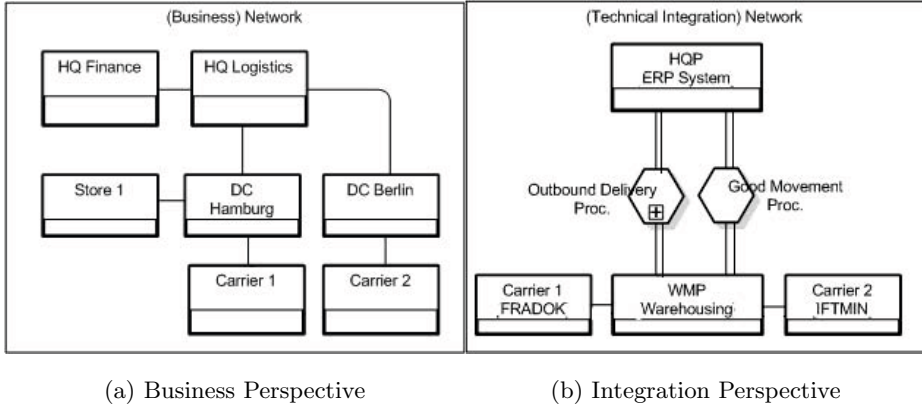 (Business) Network
HQ Finance
HQ Logistics
Store 1
DC
Hamburg
DC Berlin
Carrier 1
Carrier 2
(Technical Integration) Network
HQP
ERP System
Outbound Delivery
Proc.
Good Movement
Proc.
Carrier 1
FRADOK
WMP
Warehousing
Carrier 2
IFTMIN
(a) Business Perspective
(b) Integration Perspective